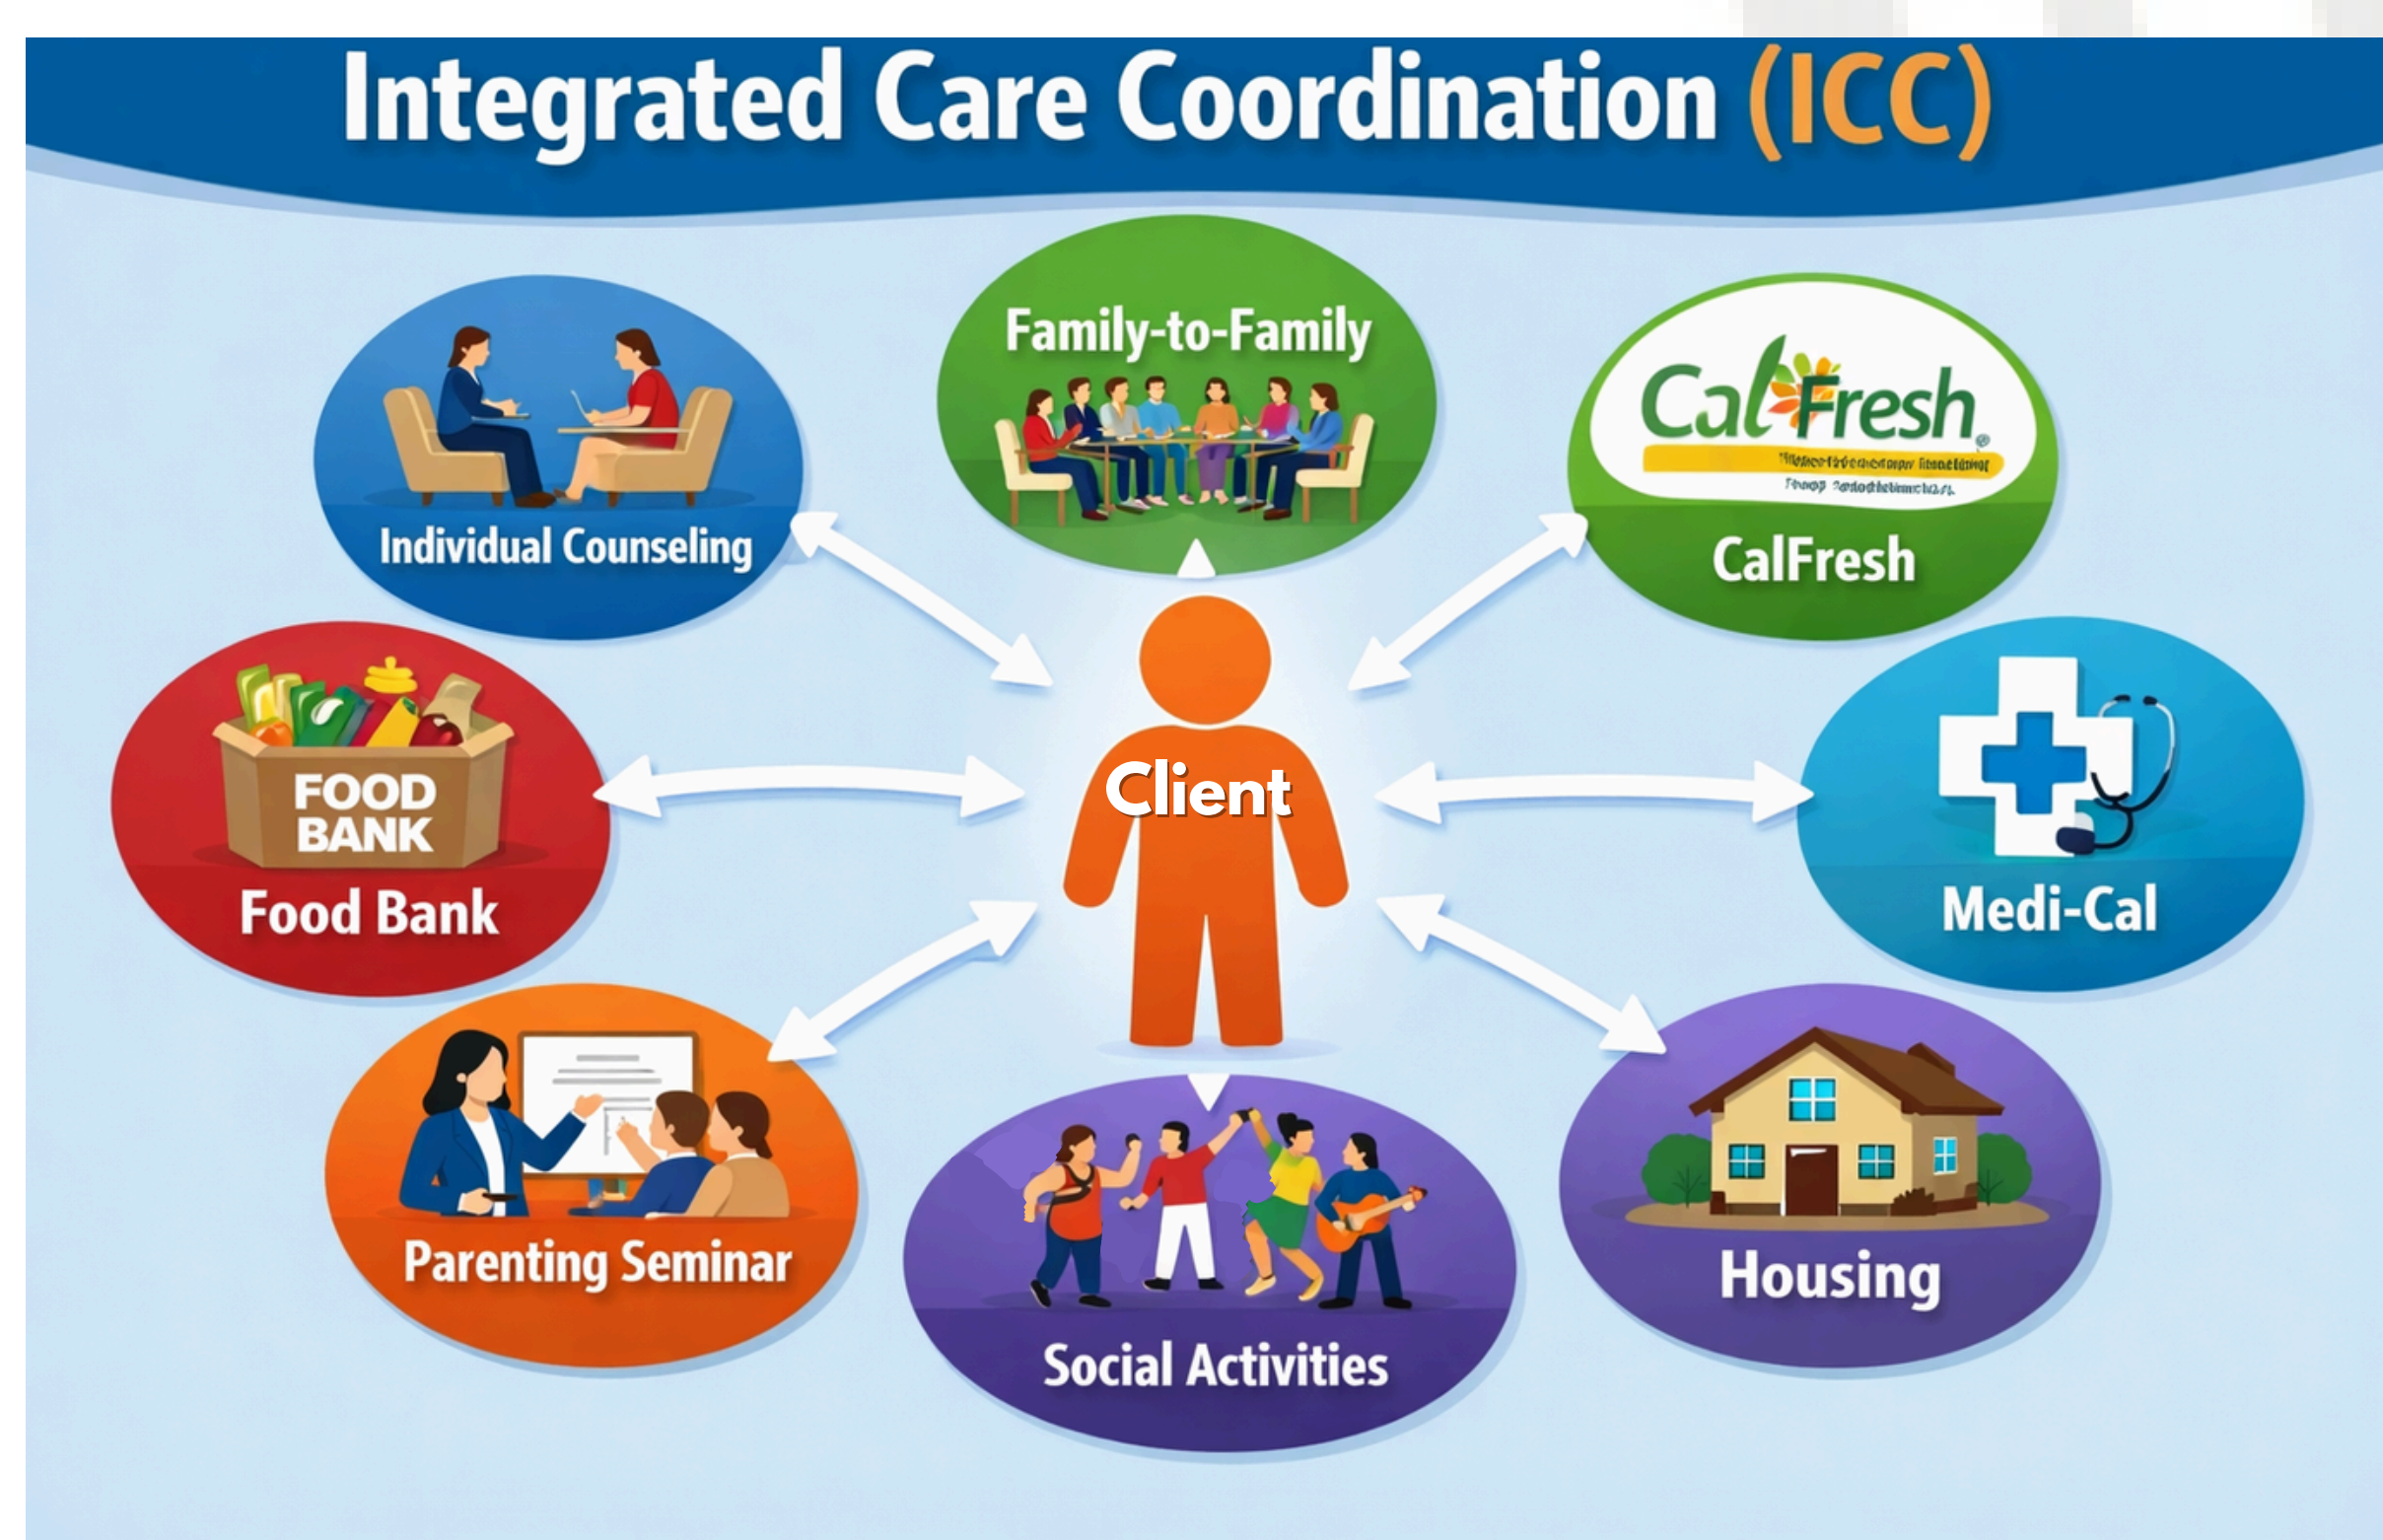 Integrated Care Coordination (ICC)
Family-to-Family
CalFresh®
Individual Counseling
CalFresh
Client
FOOD
BANK
Food Bank
Medi-Cal
Parenting Seminar
Housing
Social Activities